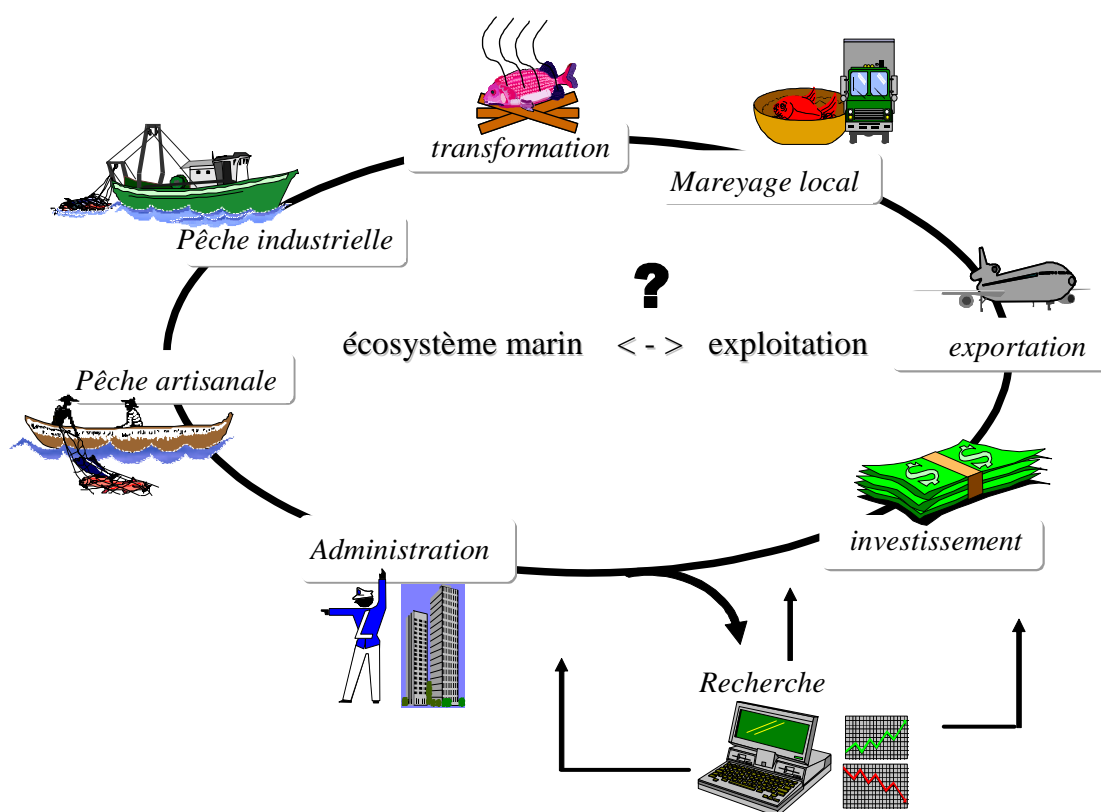 transformation
Mareyage local
Pêche industrielle
?
écosystème marin < - > exploitation
exportation
Pêche artisanale
$ $
Administration
investissement
Recherche